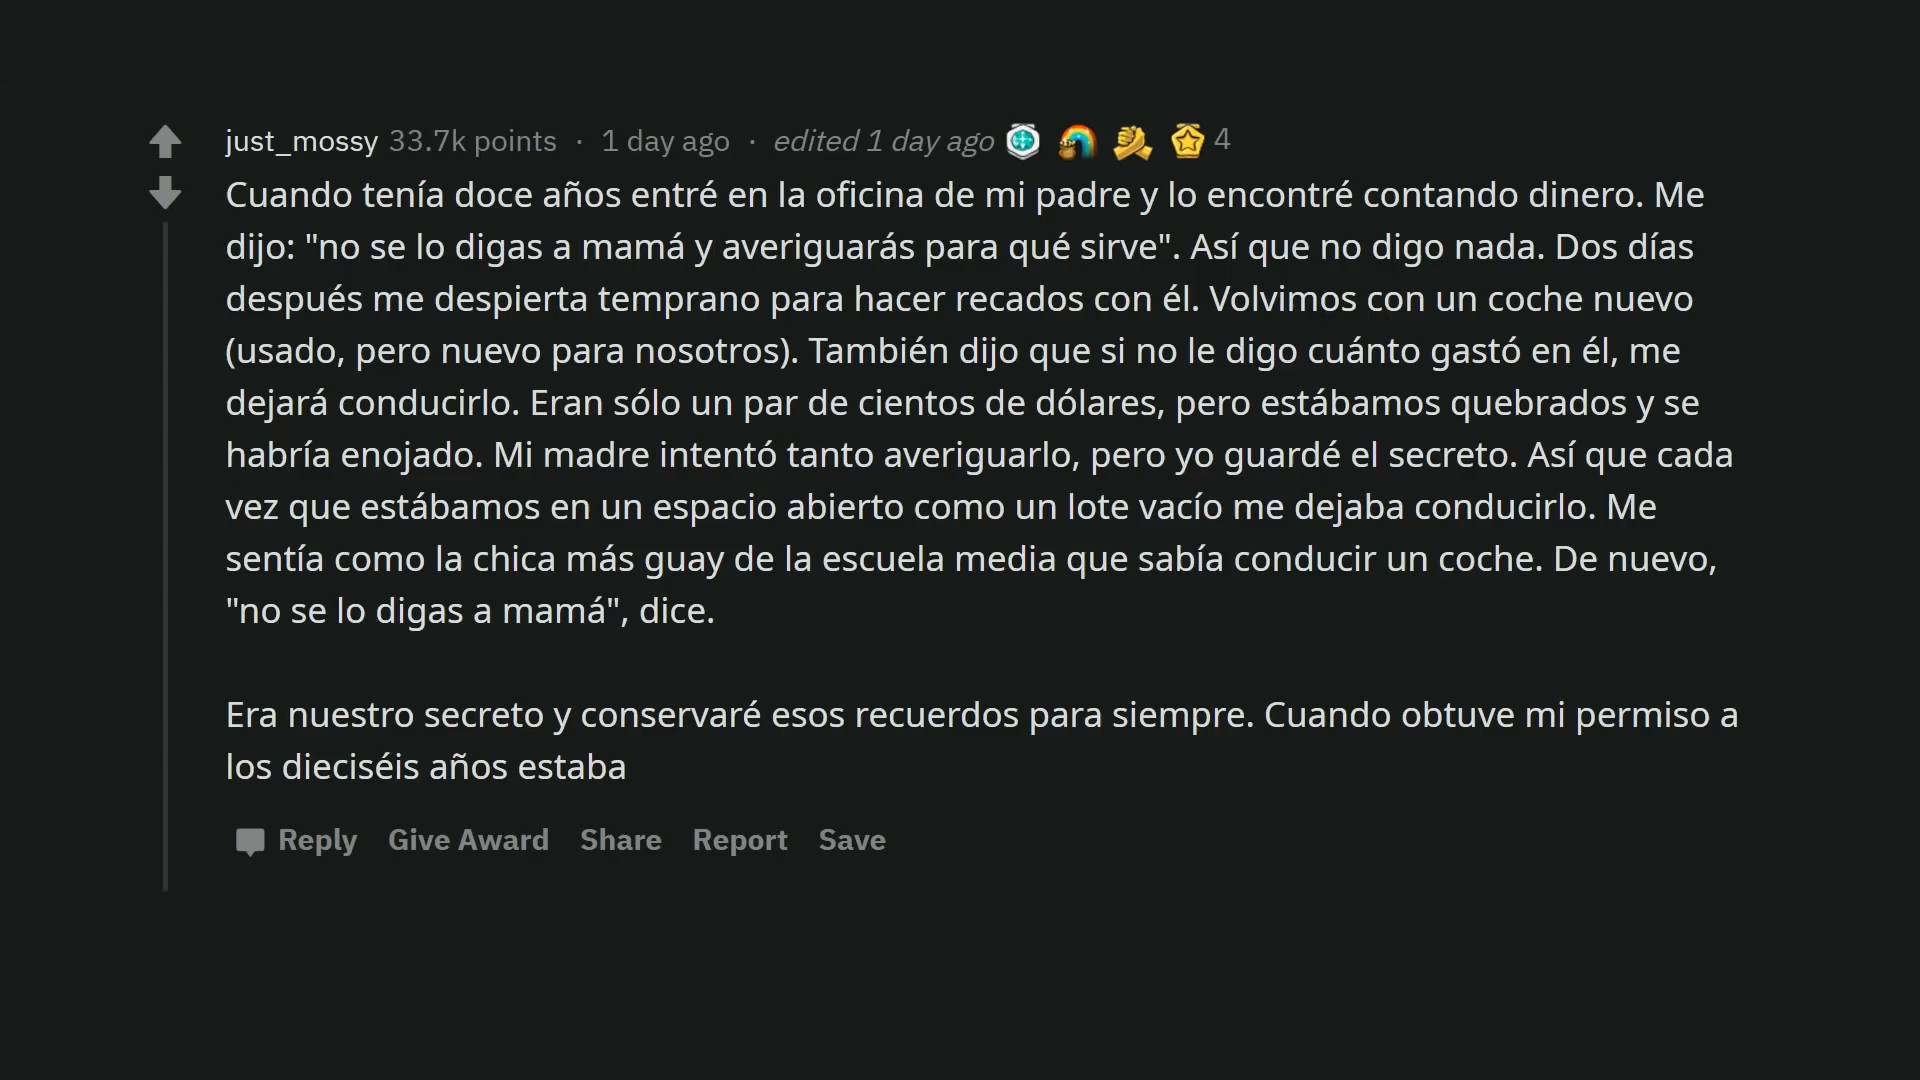 just_mossy 33.7k points · 1 day ago · edited 1 day ago 4
Cuando tenía doce años entré en la oficina de mi padre y lo encontré contando dinero. Me
dijo: "no se lo digas a mamá y averiguarás para qué sirve". Así que no digo nada. Dos días
después me despierta temprano para hacer recados con él. Volvimos con un coche nuevo
(usado, pero nuevo para nosotros). También dijo que si no le digo cuánto gastó en él, me
dejará conducirlo. Eran sólo un par de cientos de dólares, pero estábamos quebrados y se
habría enojado. Mi madre intentó tanto averiguarlo, pero yo guardé el secreto. Así que cada
vez que estábamos en un espacio abierto como un lote vacío me dejaba conducirlo. Me
sentía como la chica más guay de la escuela media que sabía conducir un coche. De nuevo,
"no se lo digas a mamá", dice.
Era nuestro secreto y conservaré esos recuerdos para siempre. Cuando obtuve mi permiso a
los dieciséis años estaba
Reply Give Award Share Report Save